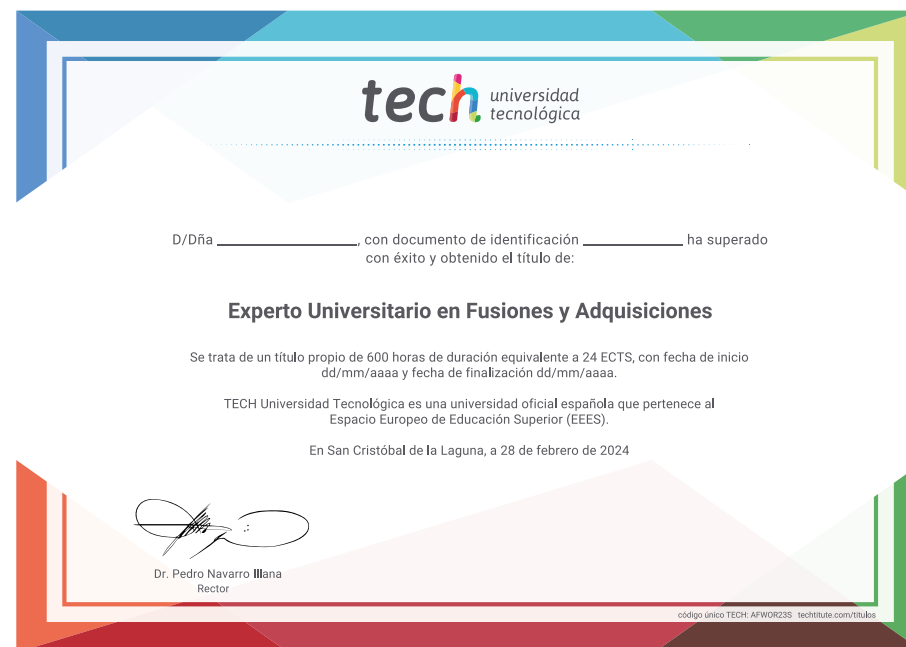 tech universidad
tecnológica
D/Dña ____________________, con documento de identificación ______________ ha superado
con éxito y obtenido el título de:
Experto Universitario en Fusiones y Adquisiciones
Se trata de un título propio de 600 horas de duración equivalente a 24 ECTS, con fecha de inicio
dd/mm/aaaa y fecha de finalización dd/mm/aaaa.
TECH Universidad Tecnológica es una universidad oficial española que pertenece al
Espacio Europeo de Educación Superior (EEES).
En San Cristóbal de la Laguna, a 28 de febrero de 2024
Dr. Pedro Navarro Illana
Rector
código único TECH: AFWOR23S techtitute.com/titulos